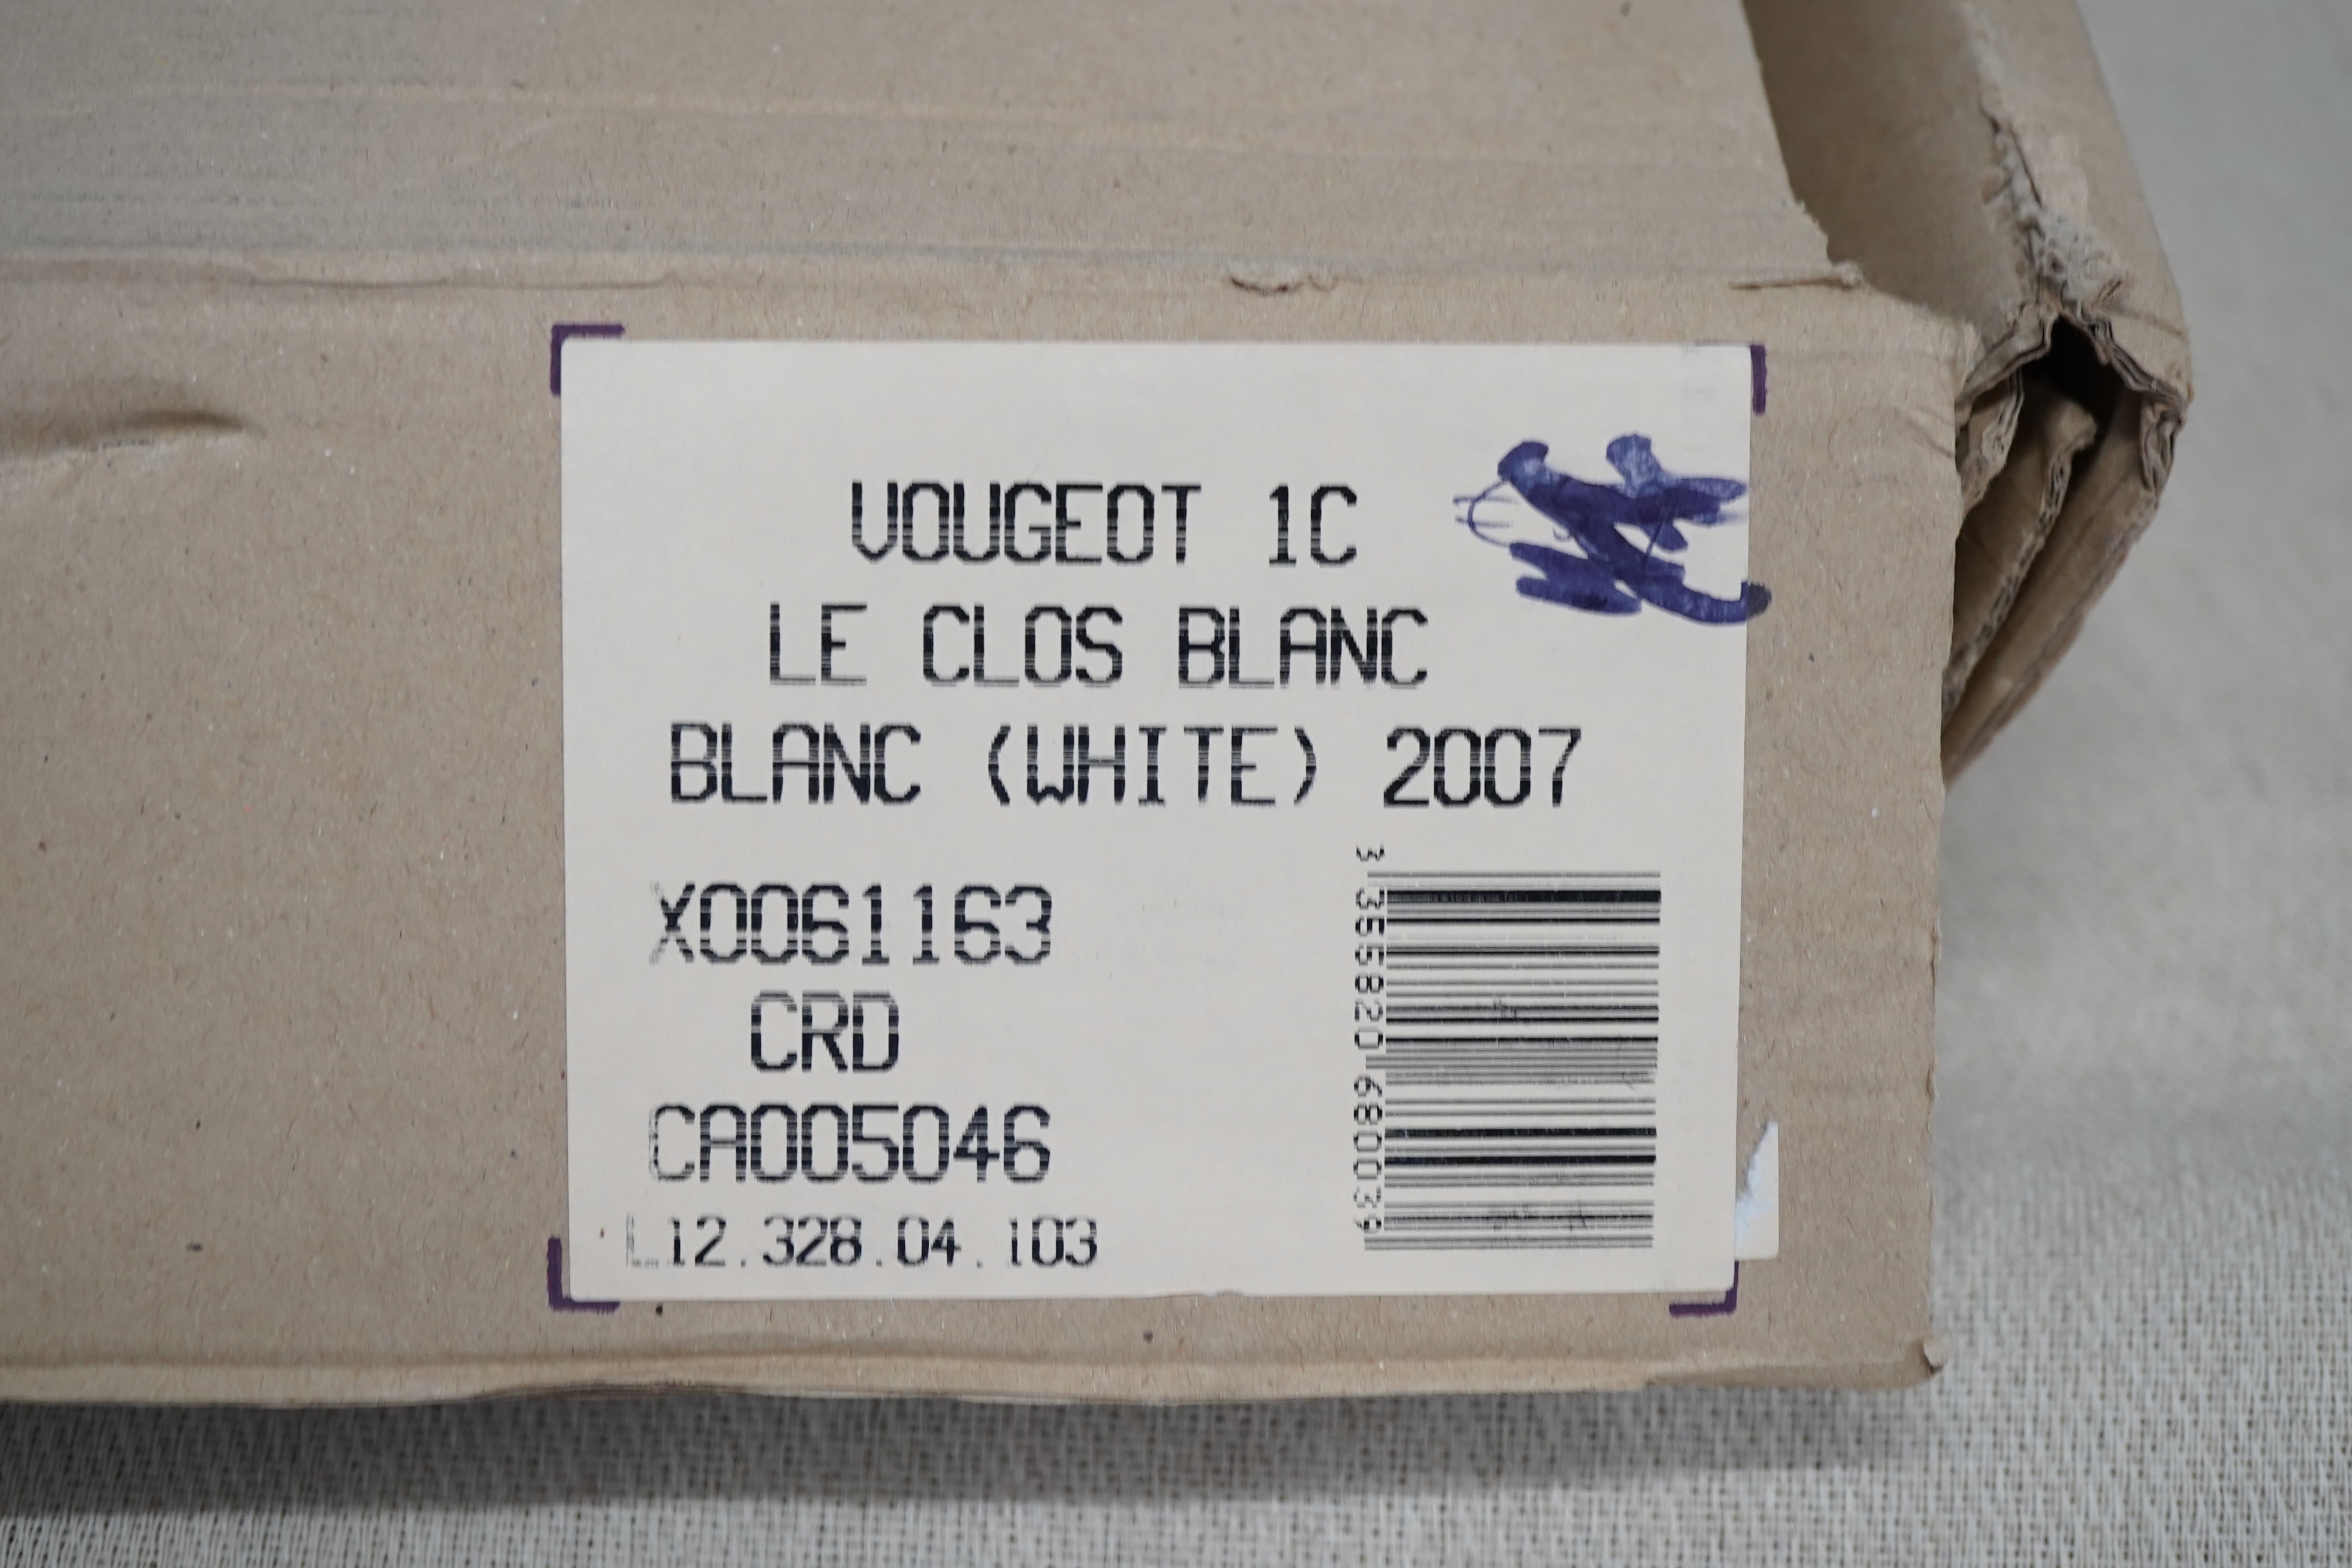 VOUGEOT 1C
LE CLOS BLANC
BLANC (WHITE) 2007
X0061163
CRD
CA005046
L12.328.04.103
3 355820 680039